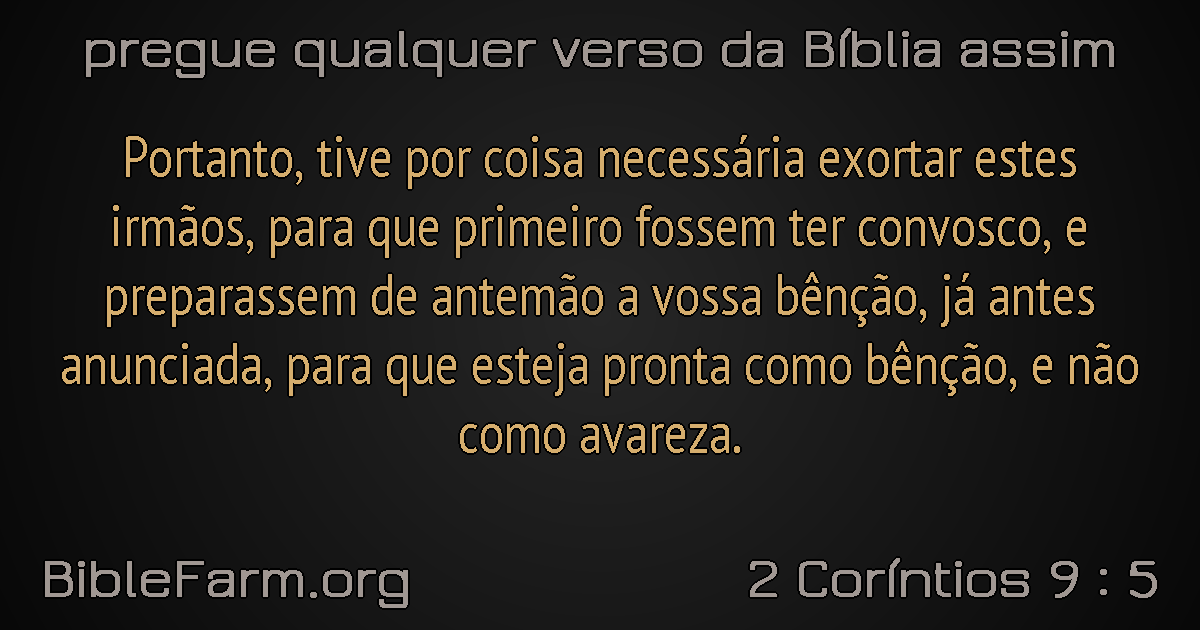 pregue qualquer verso da Bíblia assim
Portanto, tive por coisa necessária exortar estes
irmãos, para que primeiro fossem ter convosco, e
preparassem de antemão a vossa bênção, já antes
anunciada, para que esteja pronta como bênção, e não
como avareza.
BibleFarm.org
2 Coríntios 9 : 5